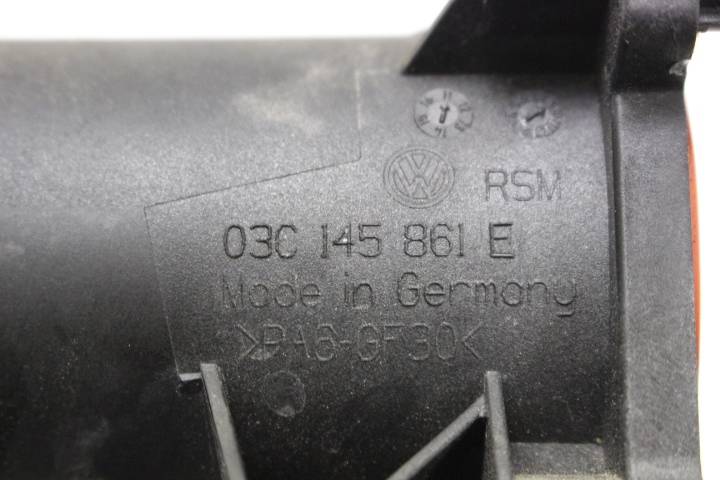 RSM
03C 145 861 E
Made in Germany
>PA6-GF30<